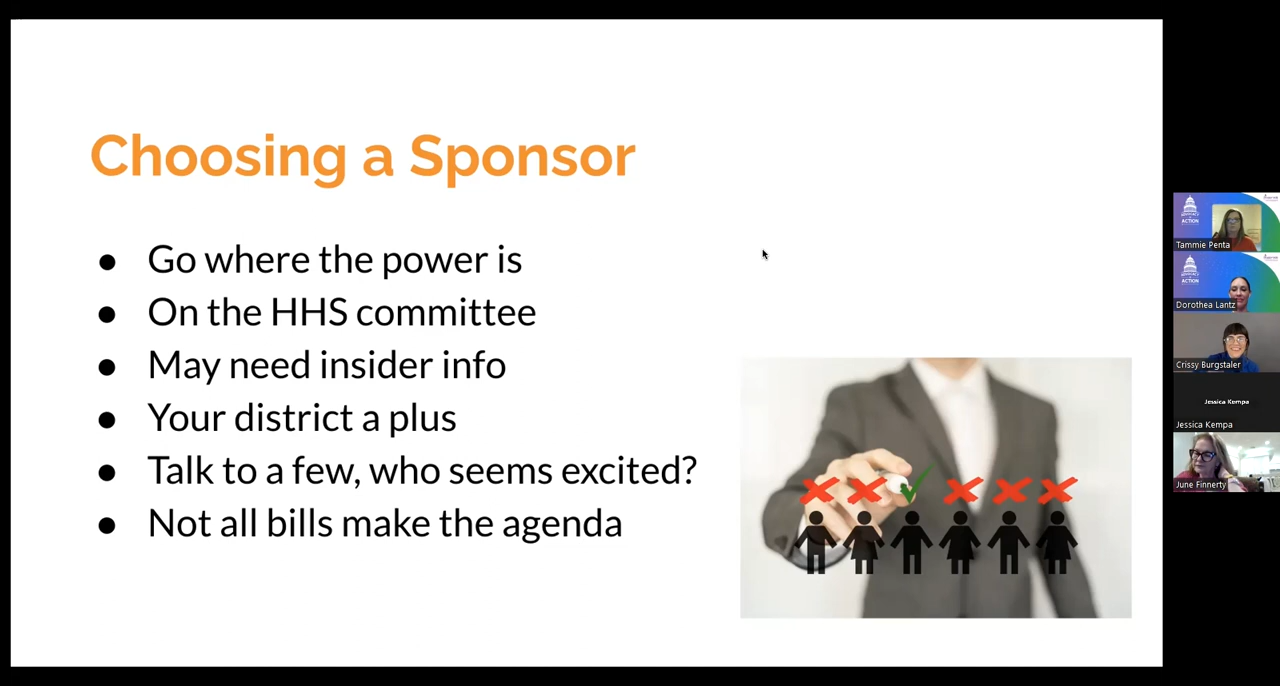 Choosing a Sponsor
● Go where the power is
● On the HHS committee
● May need insider info
● Your district a plus
● Talk to a few, who seems excited?
● Not all bills make the agenda
ACTION
Tammie Penta
ACTION
Dorothea Lantz
Crissy Burgstaler
Jessica Kempa
Jessica Kempa
June Finnerty